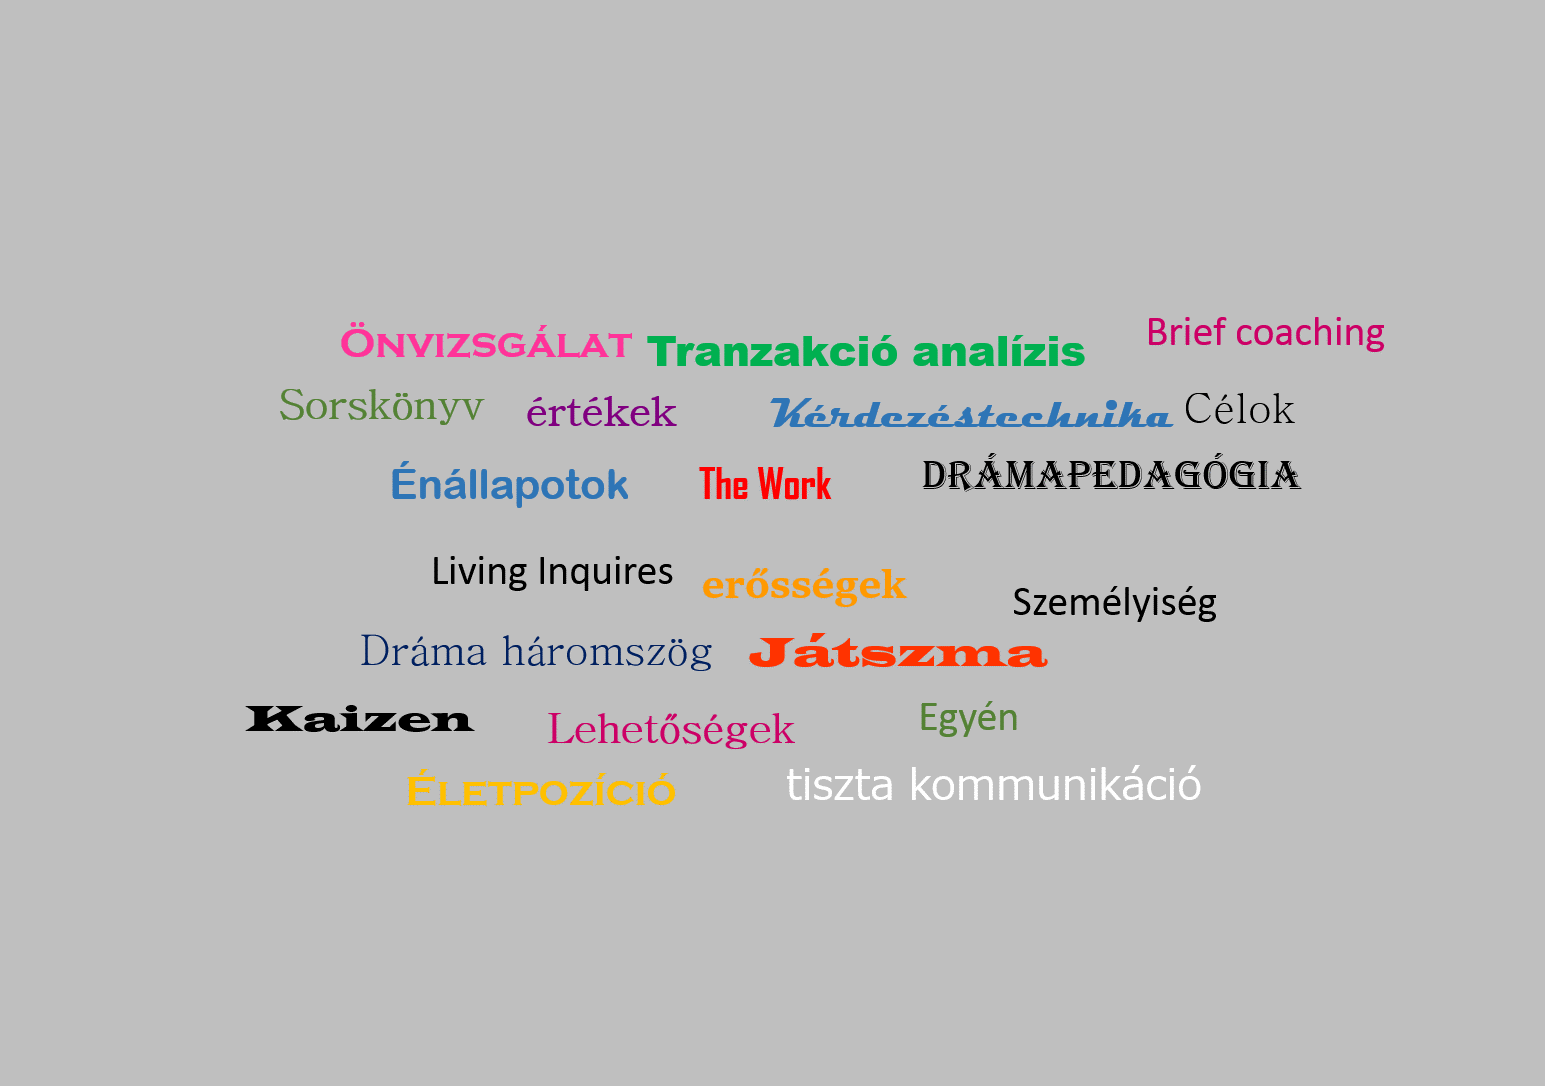 ÖNVIZSGÁLAT Tranzakció analízis Brief coaching
Sorskönyv értékek Kérdezéstechnika Célok
Énállapotok The Work DRÁMAPEDAGÓGIA
Living Inquires erősségek Személyiség
Dráma háromszög Játszma
Kaizen Lehetőségek Egyén
ÉLETPOZÍCIÓ tiszta kommunikáció